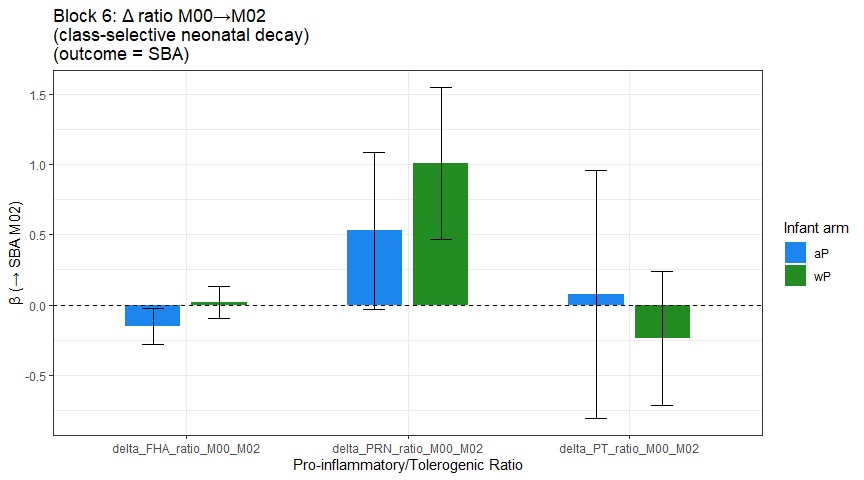 Block 6: Δ ratio M00→M02
(class-selective neonatal decay)
(outcome = SBA)
1.5
1.0
0.5
0.0
-0.5
β (→ SBA M02)
delta_FHA_ratio_M00_M02 delta_PRN_ratio_M00_M02 delta_PT_ratio_M00_M02
Pro-inflammatory/Tolerogenic Ratio
Infant arm
aP
wP